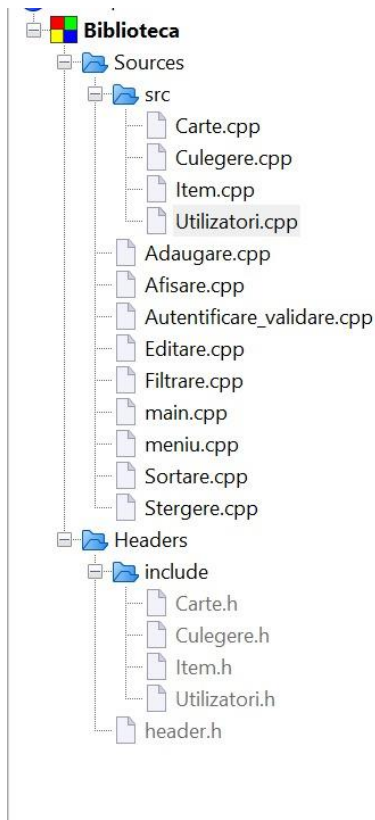 Biblioteca
Sources
src
Carte.cpp
Culegere.cpp
Item.cpp
Utilizatori.cpp
Adaugare.cpp
Afisare.cpp
Autentificare_validare.cpp
Editare.cpp
Filtrare.cpp
main.cpp
meniu.cpp
Sortare.cpp
Stergere.cpp
Headers
include
Carte.h
Culegere.h
Item.h
Utilizatori.h
header.h